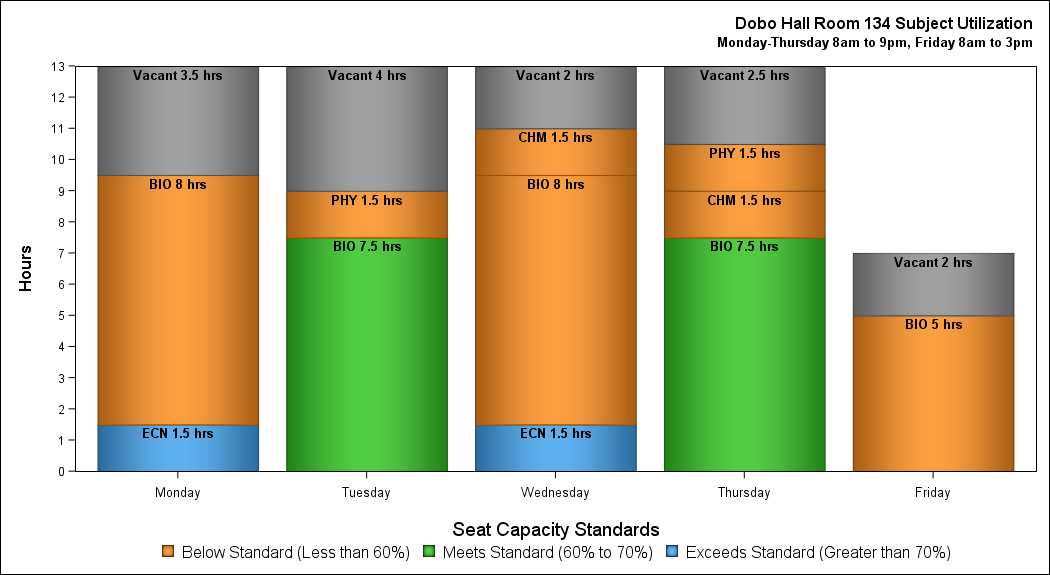 Dobo Hall Room 134 Subject Utilization
Monday-Thursday 8am to 9pm, Friday 8am to 3pm
Hours
13
12
11
10
9
8
7
6
5
4
3
2
1
0
Vacant 3.5 hrs
BIO 8 hrs
ECN 1.5 hrs
Vacant 4 hrs
PHY 1.5 hrs
BIO 7.5 hrs
Vacant 2 hrs
CHM 1.5 hrs
BIO 8 hrs
ECN 1.5 hrs
Vacant 2.5 hrs
PHY 1.5 hrs
CHM 1.5 hrs
BIO 7.5 hrs
Vacant 2 hrs
BIO 5 hrs
Monday Tuesday Wednesday Thursday Friday
Seat Capacity Standards
Below Standard (Less than 60%) Meets Standard (60% to 70%) Exceeds Standard (Greater than 70%)